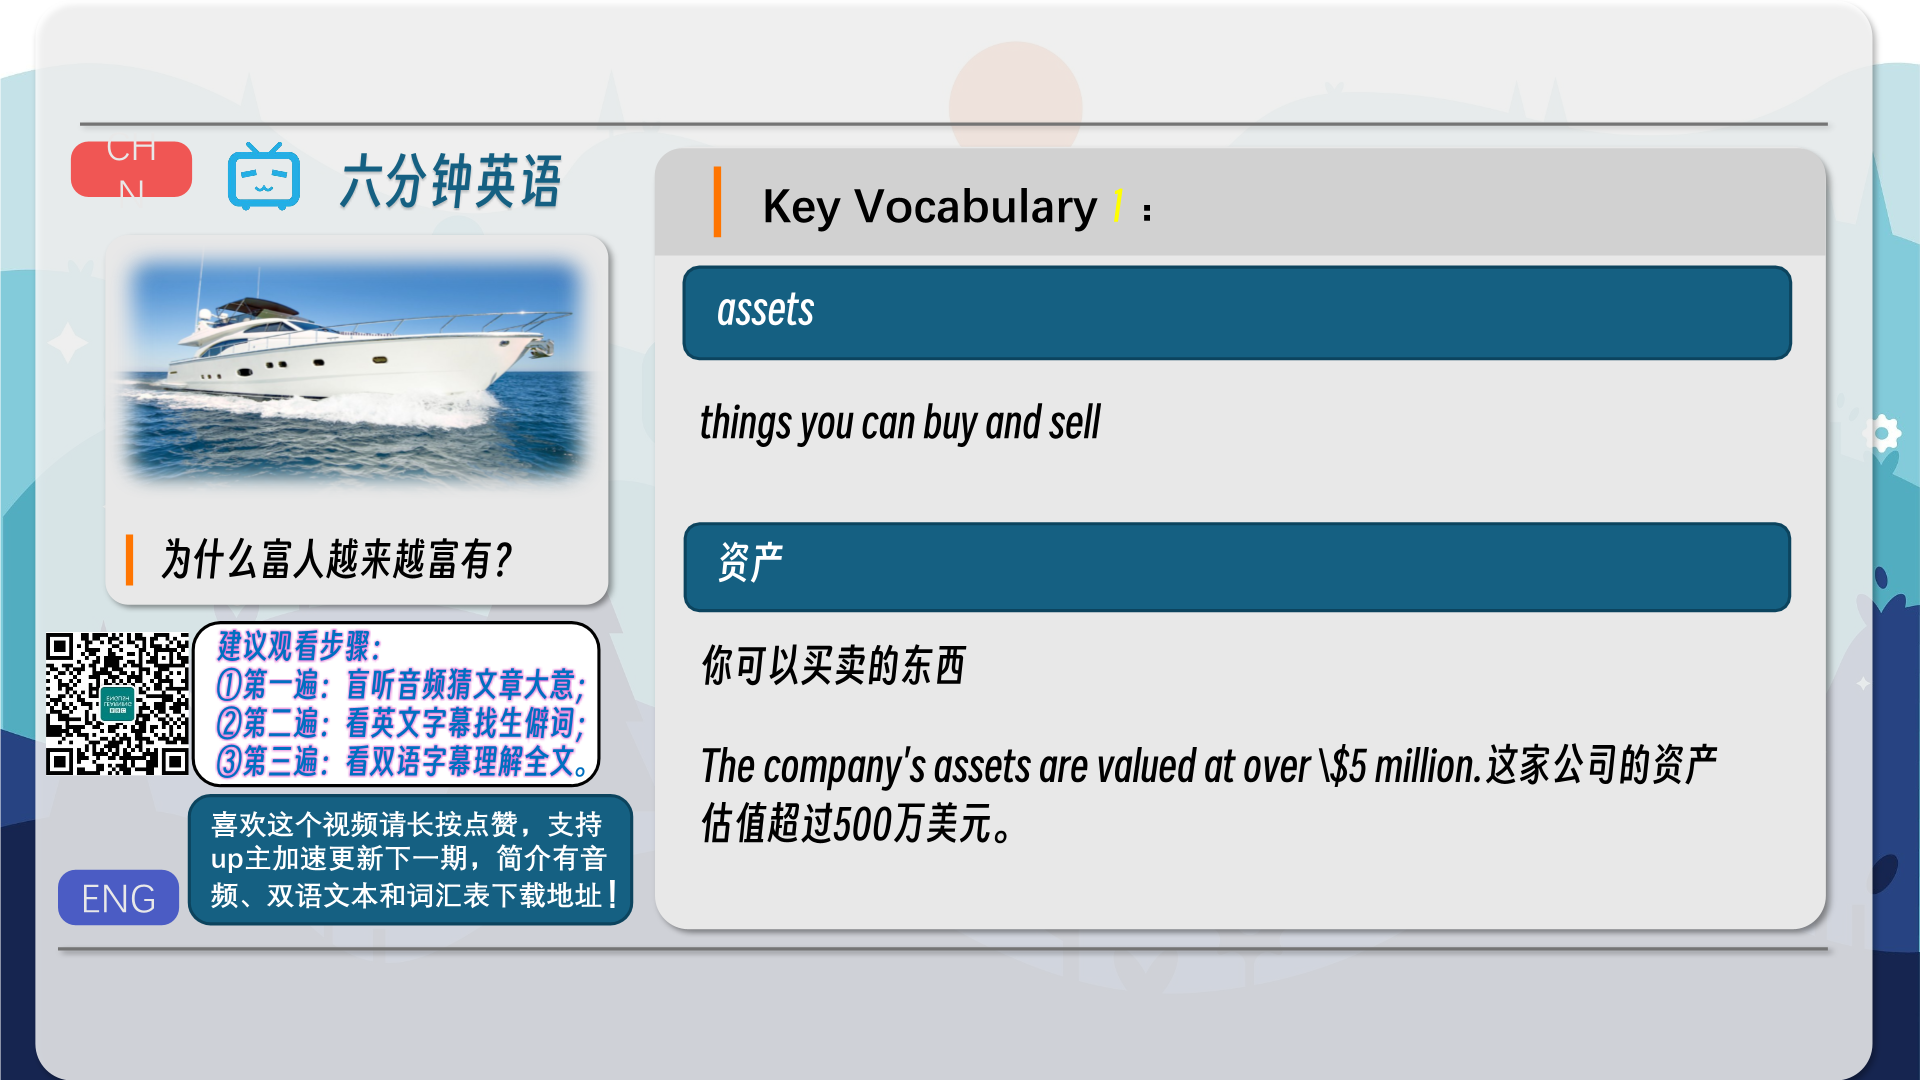 CH
N
六分钟英语
为什么富人越来越富有?
建议观看步骤：
①第一遍：盲听音频猜文章大意；
②第二遍：看英文字幕找生僻词；
③第三遍：看双语字幕理解全文。
喜欢这个视频请长按点赞，支持
up主加速更新下一期，简介有音
频、双语文本和词汇表下载地址！
ENG
Key Vocabulary 1：
assets
things you can buy and sell
资产
你可以买卖的东西
The company's assets are valued at over \$5 million.这家公司的资产
估值超过500万美元。